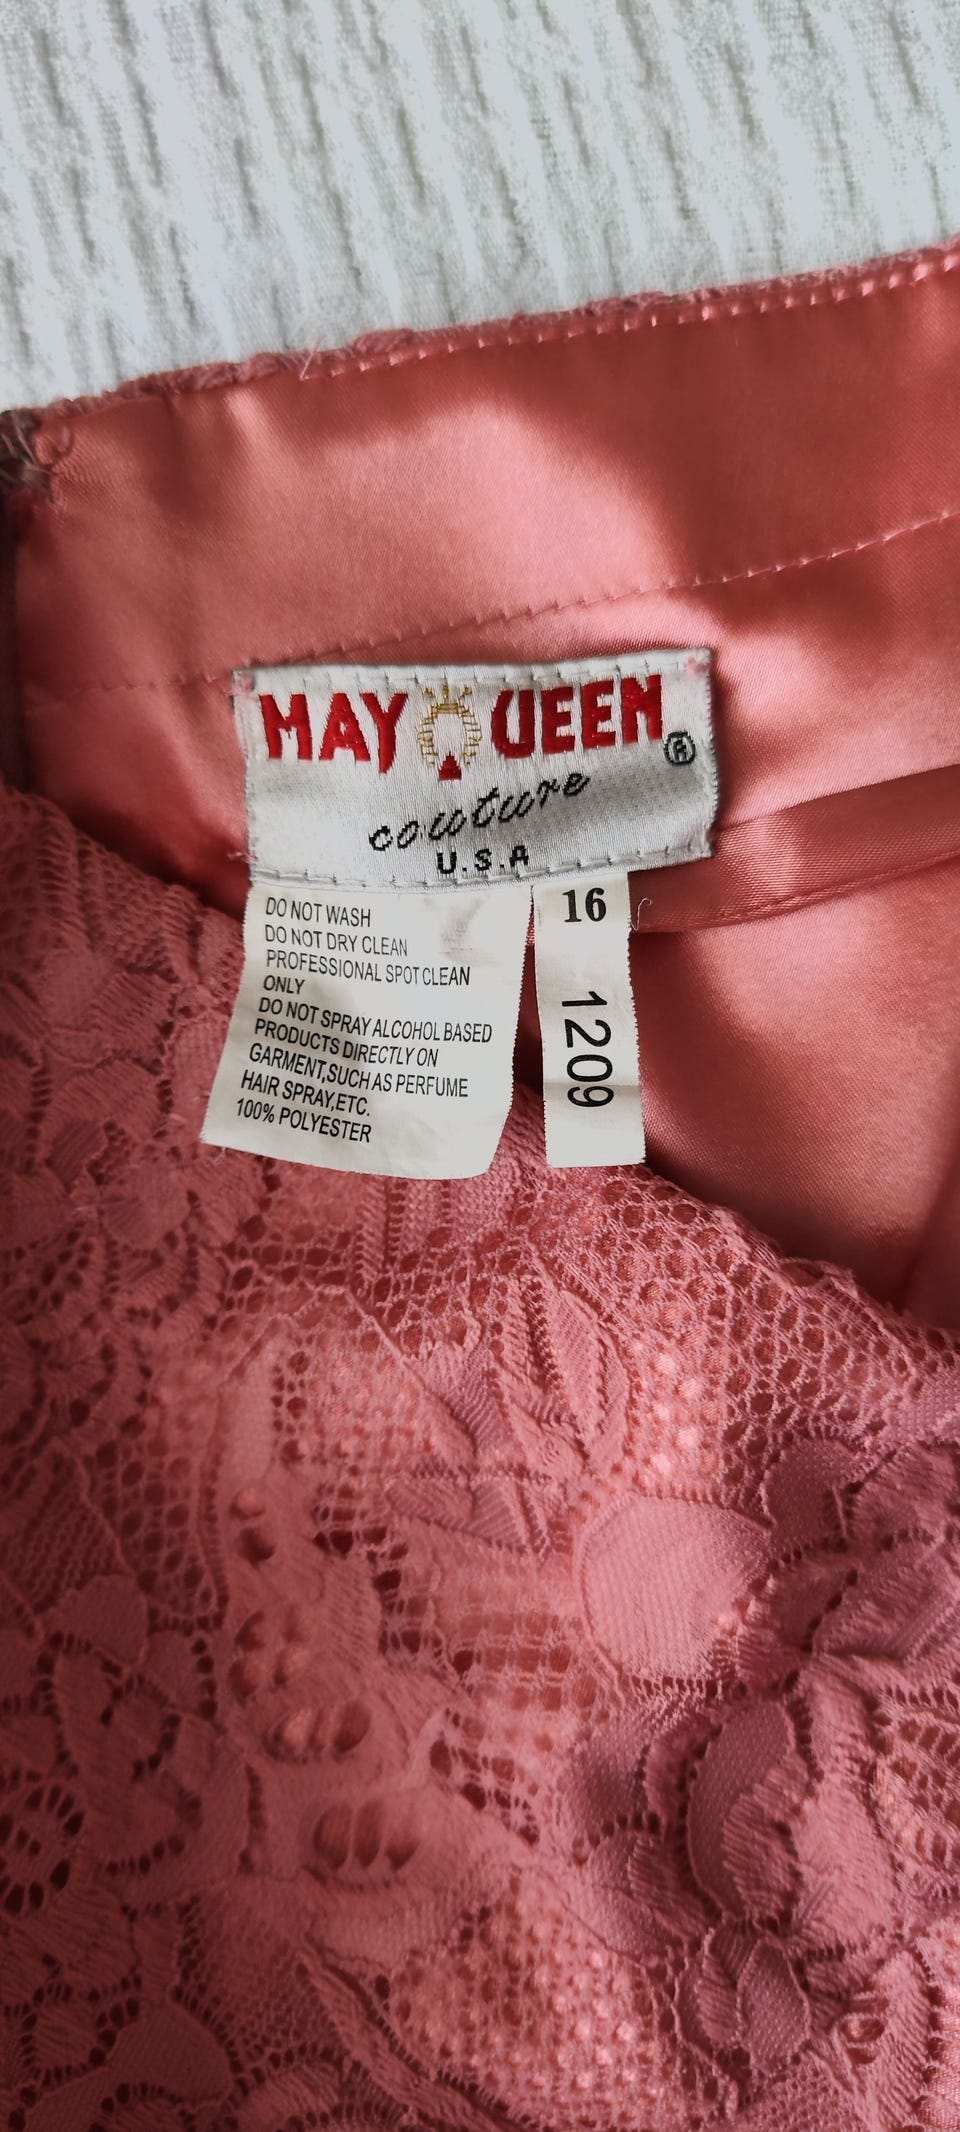 MAY QUEEN ®
couture
U.S.A
DO NOT WASH
DO NOT DRY CLEAN
PROFESSIONAL SPOT CLEAN
ONLY
DO NOT SPRAY ALCOHOL BASED
PRODUCTS DIRECTLY ON
GARMENT,SUCH AS PERFUME
HAIR SPRAY,ETC.
100% POLYESTER
16
1209